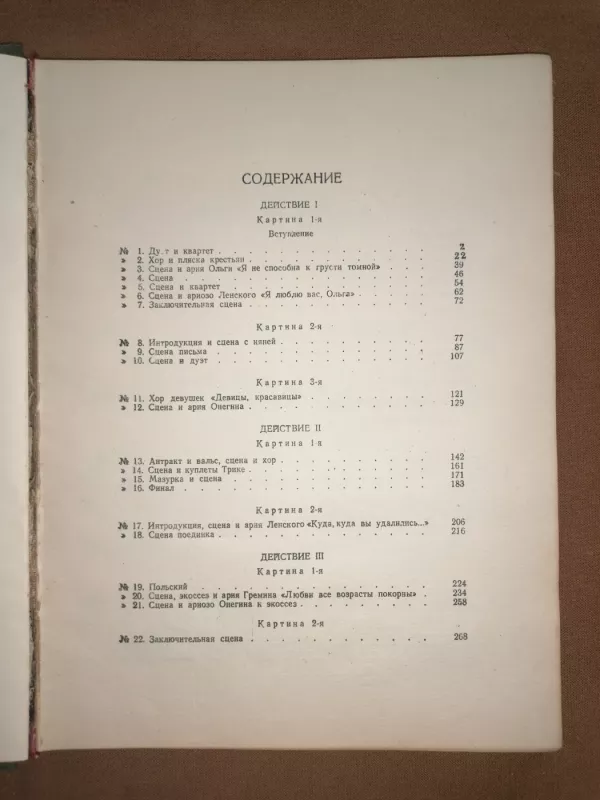 СОДЕРЖАНИЕ
ДЕЙСТВИЕ I
Картина 1-я
Вступление
№ 1. Дуэт и квартет . . . . . . . . . . . . . . 2
» 2. Хор и пляска крестьян . . . . . . . . . . . . 22
» 3. Сцена и ария Ольги «Я не способна к грусти томной» . . . . 39
» 4. Сцена . . . . . . . . . . . . . . . . 46
» 5. Сцена и квартет . . . . . . . . . . . . . 54
» 6. Сцена и ариозо Ленского «Я люблю вас, Ольга» . . . . . 62
» 7. Заключительная сцена . . . . . . . . . . . . 72
Картина 2-я
№ 8. Интродукция и сцена с няней . . . . . . . . . . 77
» 9. Сцена письма . . . . . . . . . . . . . . 87
» 10. Сцена и дуэт . . . . . . . . . . . . . . 107
Картина 3-я
№ 11. Хор девушек «Девицы, красавицы» . . . . . . . . 121
» 12. Сцена и ария Онегина . . . . . . . . . . . . 129
ДЕЙСТВИЕ II
Картина 1-я
№ 13. Антракт и вальс, сцена и хор . . . . . . . . . . 142
» 14. Сцена и куплеты Трике . . . . . . . . . . . 161
» 15. Мазурка и сцена . . . . . . . . . . . . . 171
» 16. Финал . . . . . . . . . . . . . . . . 183
Картина 2-я
№ 17. Интродукция, сцена и ария Ленского «Куда, куда вы удалились...» 206
» 18. Сцена поединка . . . . . . . . . . . . . . 216
ДЕЙСТВИЕ III
Картина 1-я
№ 19. Польский . . . . . . . . . . . . . . . 224
» 20. Сцена, экоссез и ария Гремина «Любви все возрасты покорны» . 234
» 21. Сцена и ариозо Онегина и экоссез . . . . . . . . . 258
Картина 2-я
№ 22. Заключительная сцена . . . . . . . . . . . . 268